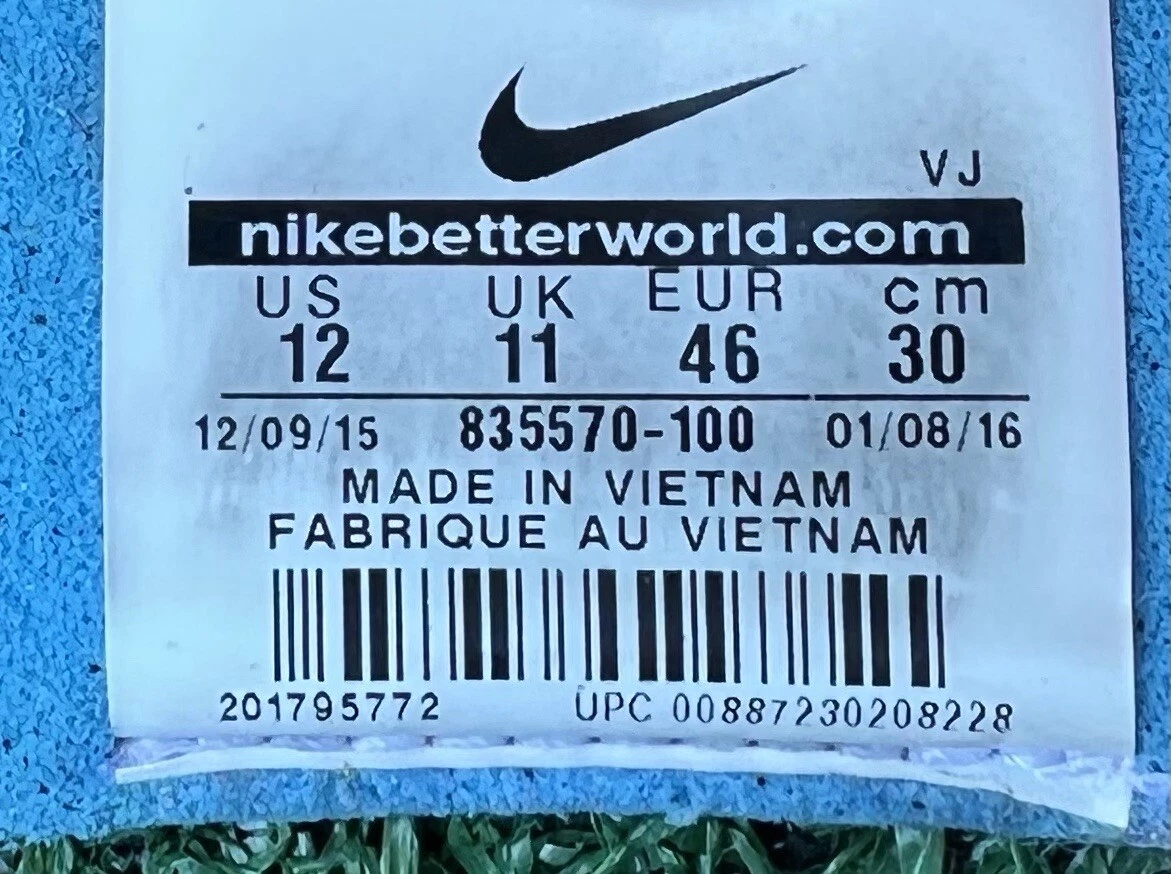 VJ
nikebetterworld.com
US UK EUR cm
12 11 46 30
12/09/15 835570-100 01/08/16
MADE IN VIETNAM
FABRIQUE AU VIETNAM
201795772 UPC 00887230208228